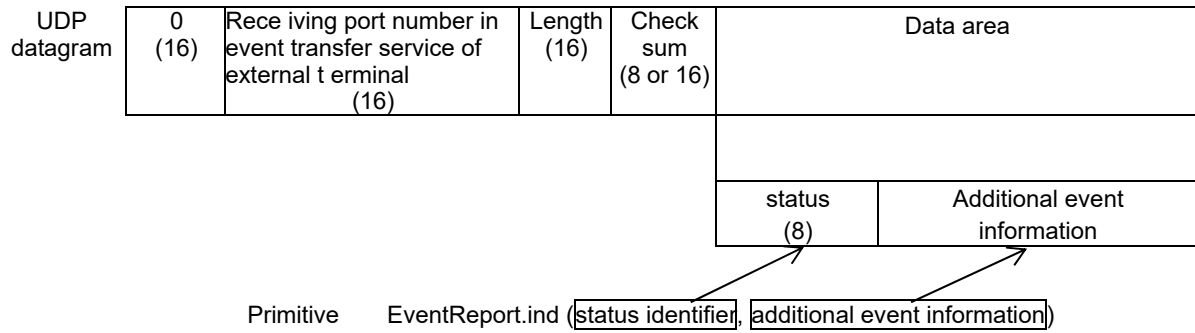 UDP
datagram
0
(16)
Rece iving port number in
event transfer service of
external t erminal
(16)
Length
(16)
Check
sum
(8 or 16)
Data area
status
(8)
Additional event
information
Primitive EventReport.ind (status identifier, additional event information)